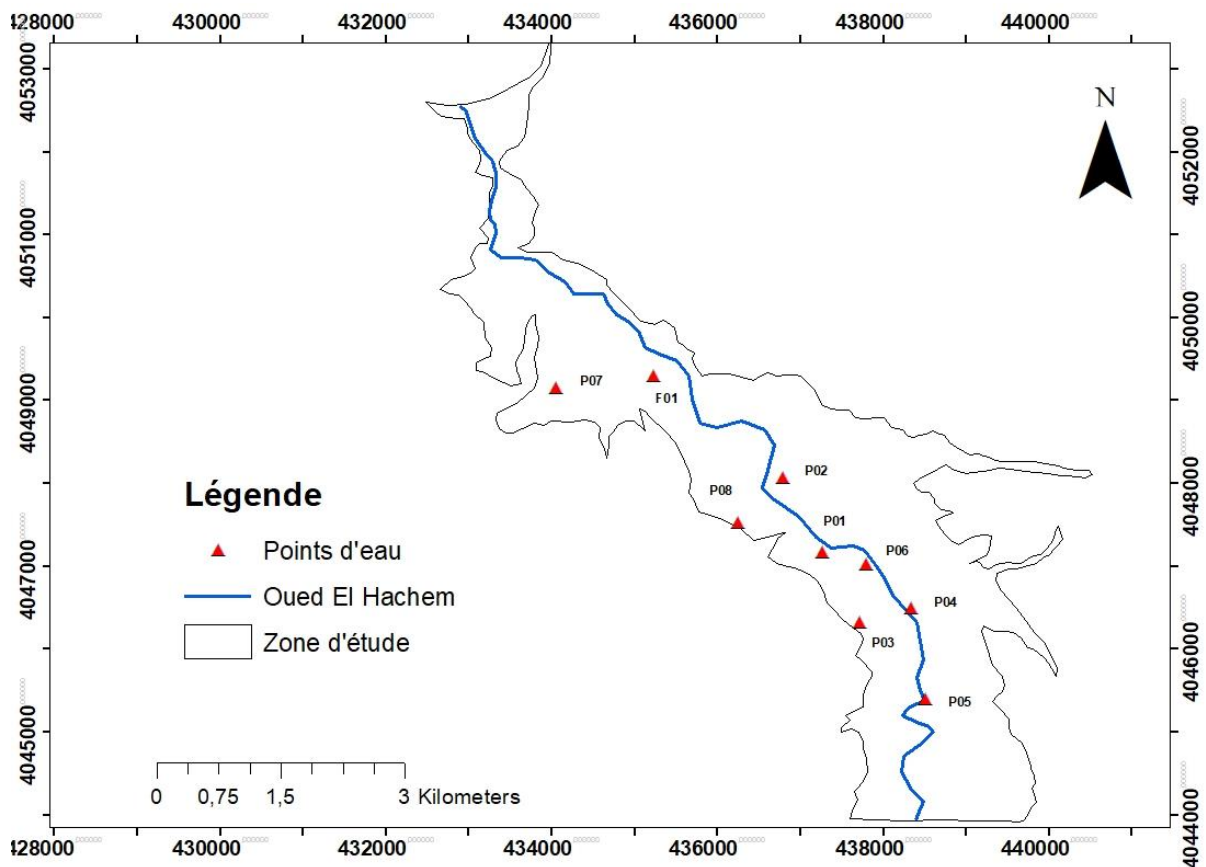 428000 430000 432000 434000 436000 438000 440000
4053000
4051000
4049000
4047000
4045000
4052000
4050000
4048000
4046000
4044000
N
P07
F01
P02
P08
P01
P06
P04
P03
P05
Légende
Points d'eau
Oued El Hachem
Zone d'étude
0 0,75 1,5 3 Kilometers
428000 430000 432000 434000 436000 438000 440000